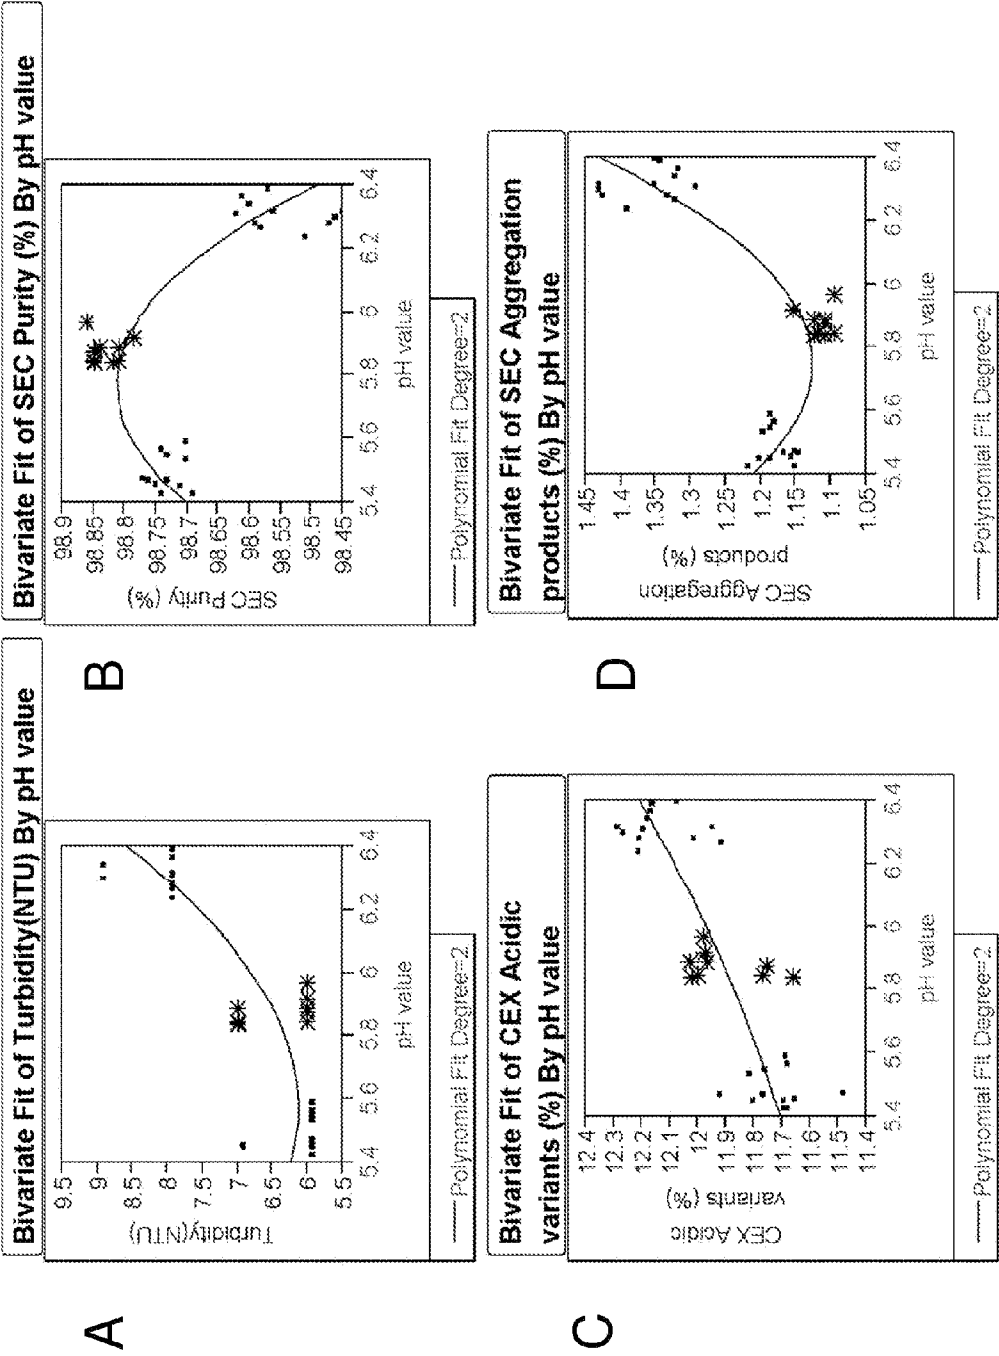 A
Bivariate Fit of Turbidity(NTU) By pH value
Turbidity(NTU)
9.5
9
8.5
8
7.5
7
6.5
6
5.5
5.4 5.6 5.8 6 6.2 6.4
pH value
Polynomial Fit Degree=2
B
Bivariate Fit of SEC Purity (%) By pH value
SEC Purity (%)
98.9
98.85
98.8
98.75
98.7
98.6
98.55
98.5
98.45
5.4 5.6 5.8 6 6.2 6.4
pH value
Polynomial Fit Degree=2
C
Bivariate Fit of CEX Acidic
variants (%) By pH value
CEX Acidic
variants (%)
12.4
12.3
12.2
12.1
12
11.9
11.8
11.7
11.6
11.5
11.4
5.4 5.6 5.8 6 6.2 6.4
pH value
Polynomial Fit Degree=2
D
Bivariate Fit of SEC Aggregation
products (%) By pH value
SEC Aggregation
products (%)
1.45
1.4
1.35
1.3
1.25
1.2
1.15
1.1
1.05
5.4 5.6 5.8 6 6.2 6.4
pH value
Polynomial Fit Degree=2